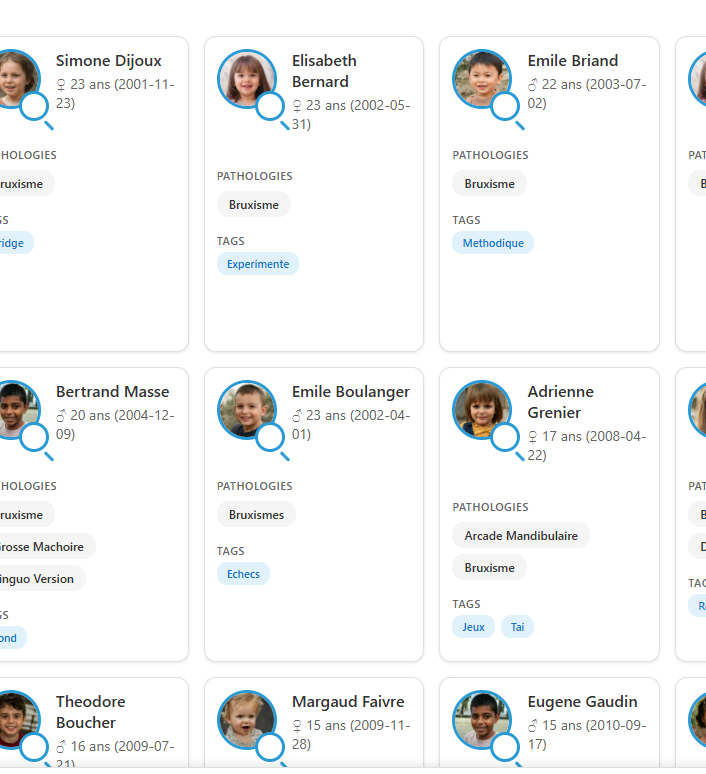 Simone Dijoux
♀ 23 ans (2001-11-
23)
HOLOGIES
ruxisme
GS
ridge
Elisabeth
Bernard
♀ 23 ans (2002-05-
31)
PATHOLOGIES
Bruxisme
TAGS
Experimente
Emile Briand
♂ 22 ans (2003-07-
02)
PATHOLOGIES
Bruxisme
TAGS
Methodique
PAT
B
Bertrand Masse
♂ 20 ans (2004-12-
09)
HOLOGIES
ruxisme
Grosse Machoire
inguo Version
GS
ond
Emile Boulanger
♂ 23 ans (2002-04-
01)
PATHOLOGIES
Bruxismes
TAGS
Echecs
Adrienne
Grenier
♀ 17 ans (2008-04-
22)
PATHOLOGIES
Arcade Mandibulaire
Bruxisme
TAGS
Jeux Tai
PAT
B
D
TAG
R
Theodore
Boucher
♂ 16 ans (2009-07-
21)
Margaud Faivre
♀ 15 ans (2009-11-
28)
Eugene Gaudin
♂ 15 ans (2010-09-
17)